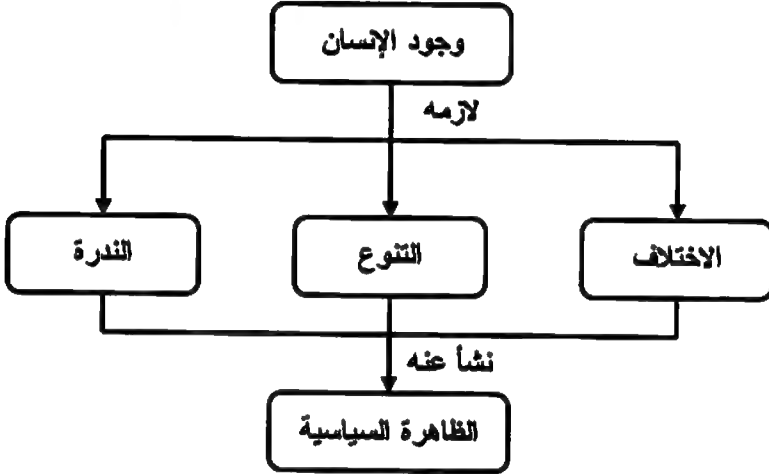 وجود الإنسان
لازمه
الاختلاف
التنوع
الندرة
نشأ عنه
الظاهرة السياسية